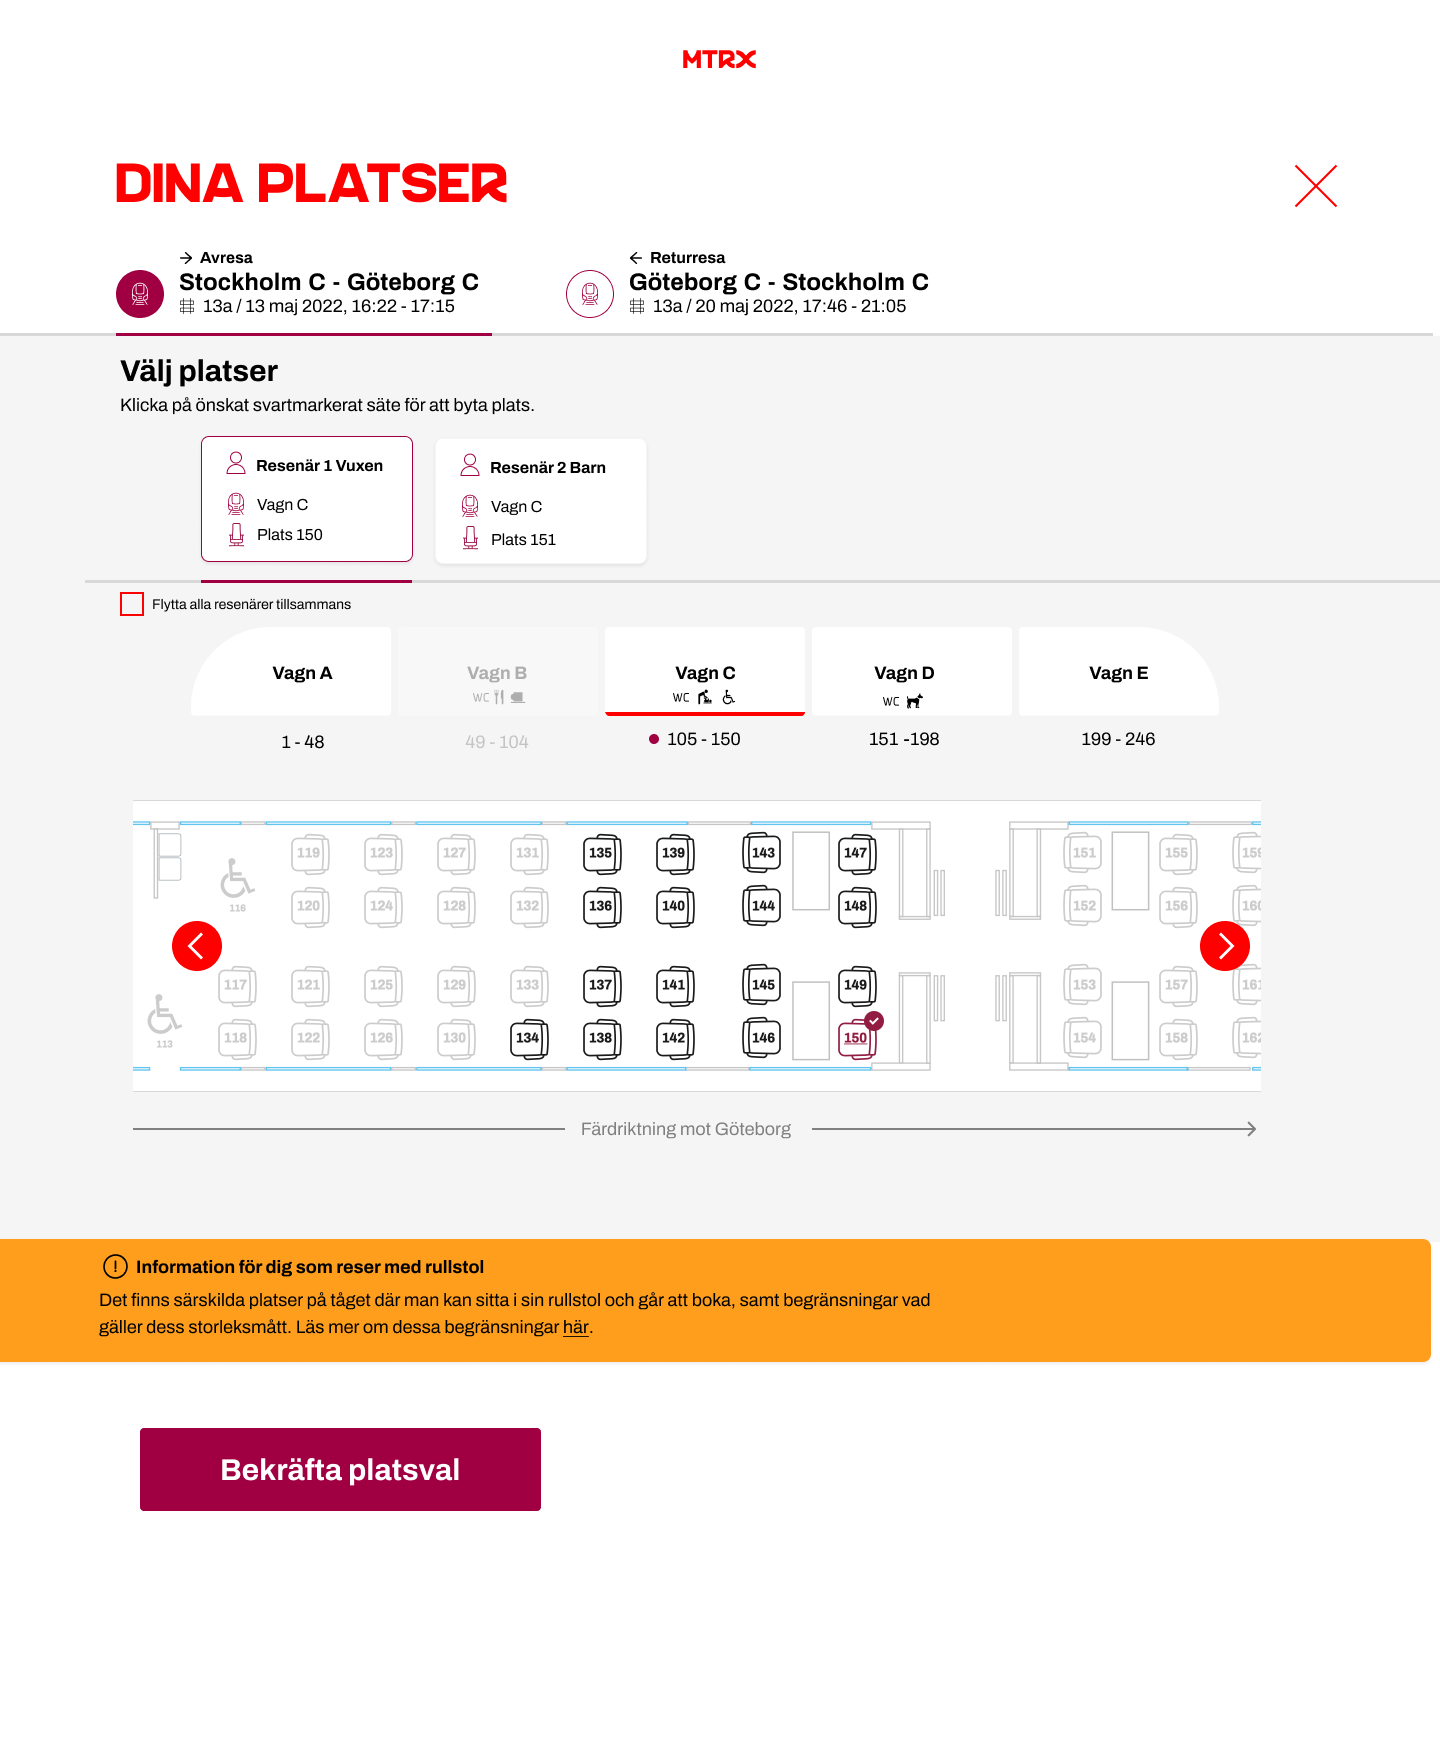 MTRX
DINA PLATSER
Avresa
Stockholm C - Göteborg C
13a / 13 maj 2022, 16:22 - 17:15
Returresa
Göteborg C - Stockholm C
13a / 20 maj 2022, 17:46 - 21:05
Välj platser
Klicka på önskat svartmarkerat säte för att byta plats.
Resenär 1 Vuxen
Vagn C
Plats 150
Resenär 2 Barn
Vagn C
Plats 151
Flytta alla resenärer tillsammans
Vagn A
1 - 48
Vagn B
WC
49 - 104
Vagn C
WC
105 - 150
Vagn D
WC
151 -198
Vagn E
199 - 246
119 123 127 131 135 139 143 147 151 155 159
116 120 124 128 132 136 140 144 148 152 156 160
117 121 125 129 133 137 141 145 149 153 157 161
113 118 122 126 130 134 138 142 146 150 154 158 162
Färdriktning mot Göteborg
Information för dig som reser med rullstol
Det finns särskilda platser på tåget där man kan sitta i sin rullstol och går att boka, samt begränsningar vad
gäller dess storleksmått. Läs mer om dessa begränsningar här.
Bekräfta platsval